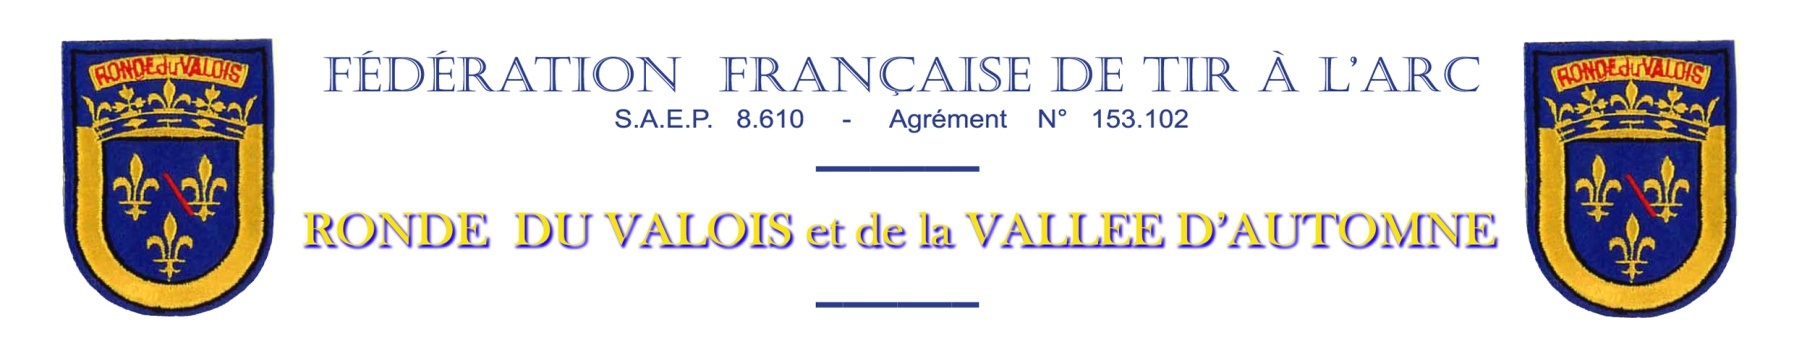 RONDE du VALOIS
FÉDÉRATION FRANÇAISE DE TIR À L'ARC
S.A.E.P. 8.610 - Agrément N° 153.102
RONDE DU VALOIS et de la VALLEE D'AUTOMNE
RONDE du VALOIS